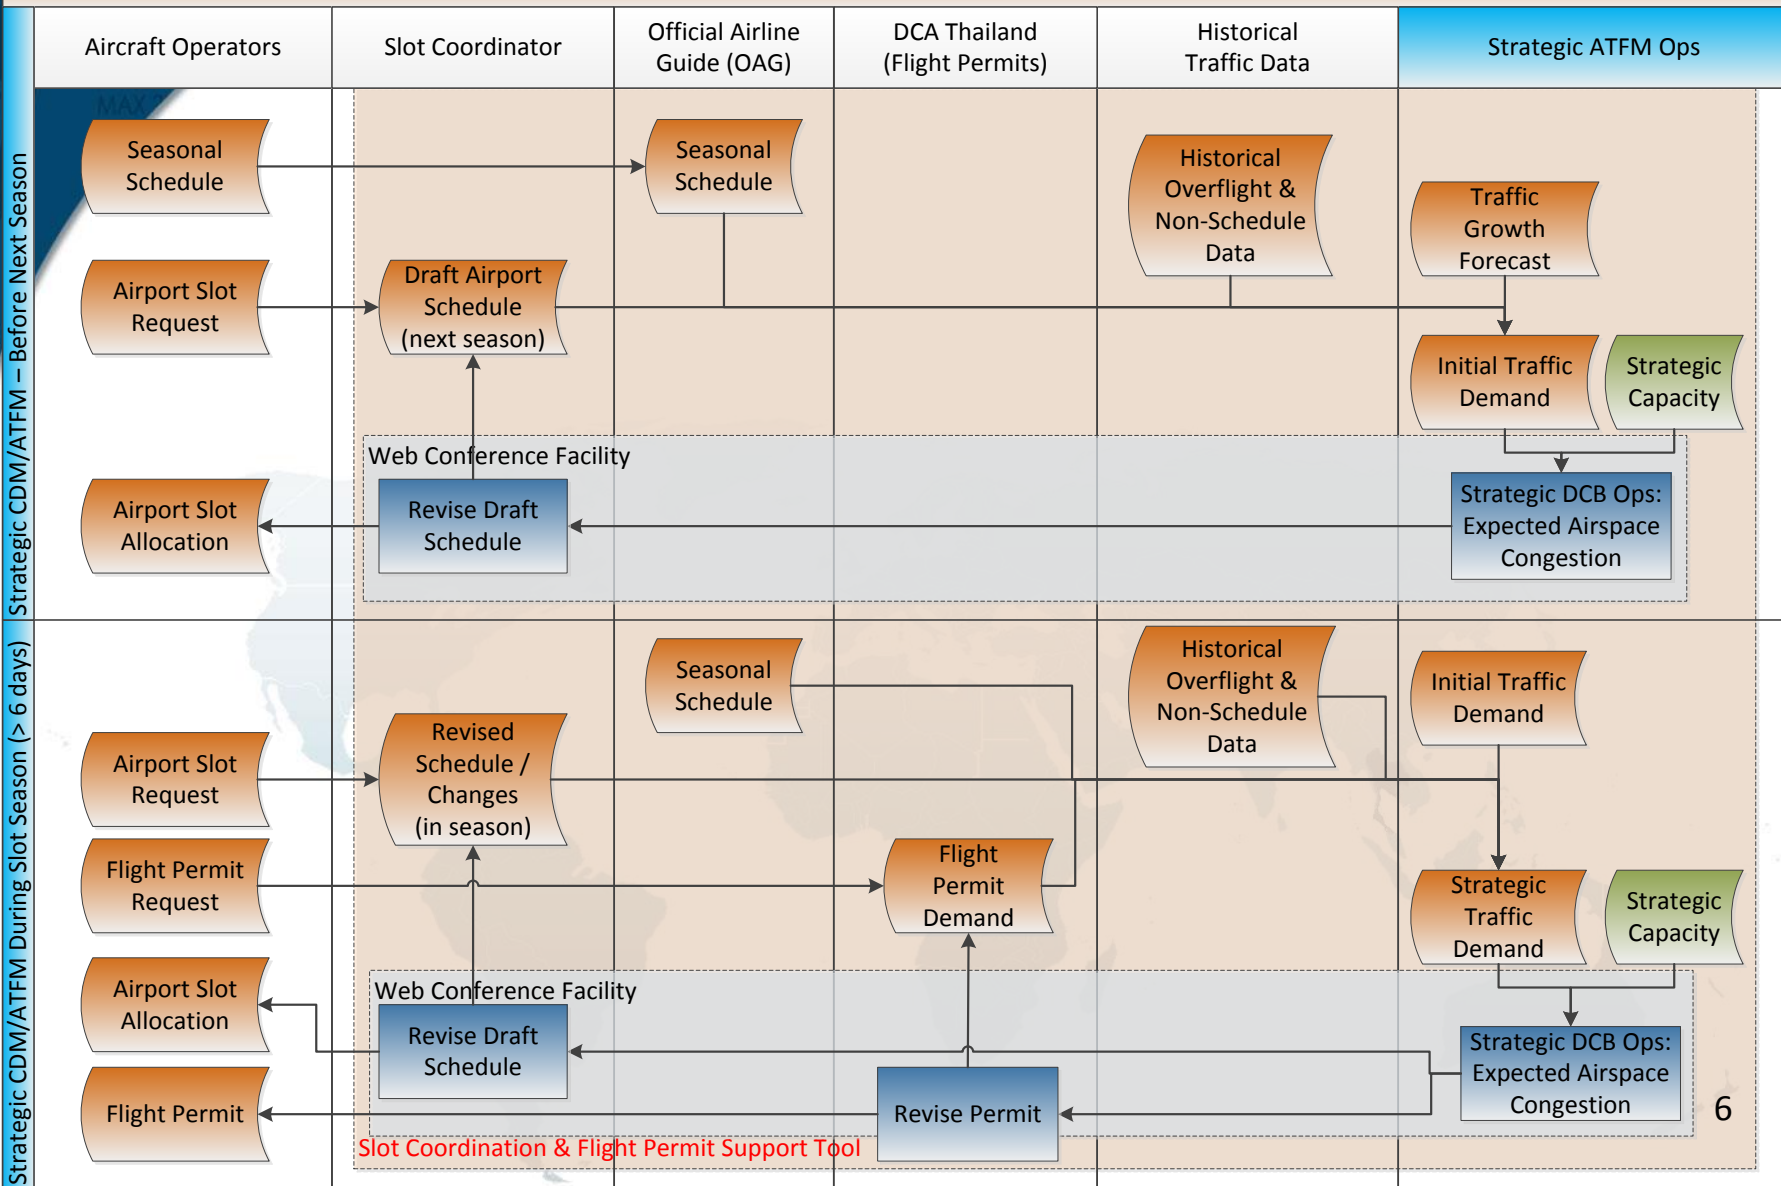 Aircraft Operators
Slot Coordinator
Official Airline
Guide (OAG)
DCA Thailand
(Flight Permits)
Historical
Traffic Data
Strategic ATFM Ops
Strategic CDM/ATFM – Before Next Season
Seasonal
Schedule
Seasonal
Schedule
Historical
Overflight &
Non-Schedule
Data
Traffic
Growth
Forecast
Airport Slot
Request
Draft Airport
Schedule
(next season)
Initial Traffic
Demand
Strategic
Capacity
Web Conference Facility
Airport Slot
Allocation
Revise Draft
Schedule
Strategic DCB Ops:
Expected Airspace
Congestion
Strategic CDM/ATFM During Slot Season (> 6 days)
Seasonal
Schedule
Historical
Overflight &
Non-Schedule
Data
Initial Traffic
Demand
Airport Slot
Request
Revised
Schedule /
Changes
(in season)
Flight Permit
Request
Flight
Permit
Demand
Strategic
Traffic
Demand
Strategic
Capacity
Web Conference Facility
Airport Slot
Allocation
Revise Draft
Schedule
Strategic DCB Ops:
Expected Airspace
Congestion
Flight Permit
Revise Permit
6
Slot Coordination & Flight Permit Support Tool